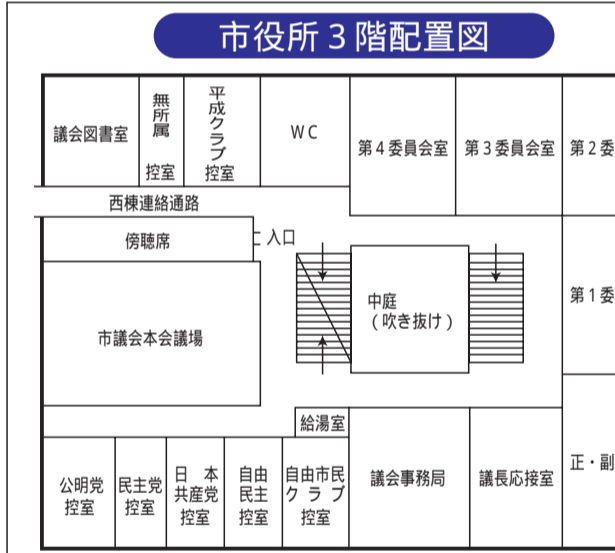 市役所３階配置図
議会図書室
無所属
控室
平成クラブ
控室
WC
第４委員会室
第３委員会室
第２委
西棟連絡通路
傍聴席
入口
市議会本会議場
中庭
（吹き抜け）
第１委
給湯室
公明党
控室
民主党
控室
日本
共産党
控室
自由
民主
控室
自由市民
クラブ
控室
議会事務局
議長応接室
正・副